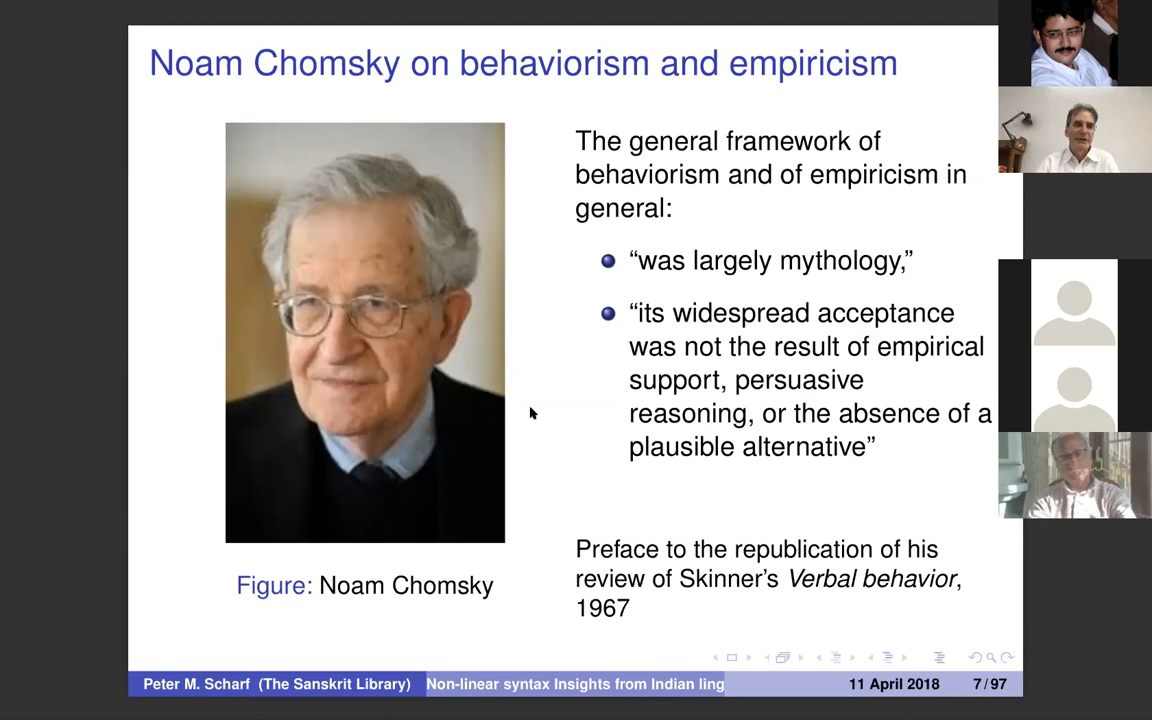 Noam Chomsky on behaviorism and empiricism
The general framework of
behaviorism and of empiricism in
general:
“was largely mythology,”
“its widespread acceptance
was not the result of empirical
support, persuasive
reasoning, or the absence of a
plausible alternative”
Figure: Noam Chomsky
Preface to the republication of his
review of Skinner’s Verbal behavior,
1967
Peter M. Scharf (The Sanskrit Library) Non-linear syntax Insights from Indian ling 11 April 2018 7/97